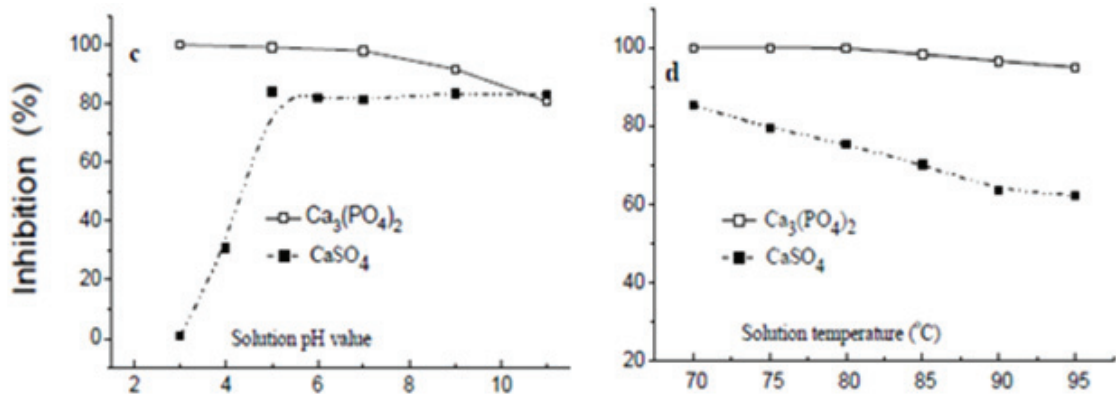 Inhibition (%)
100
80
60
40
20
0
c
Ca3(PO4)2
CaSO4
Solution pH value
2 4 6 8 10
100
80
60
40
20
d
Ca3(PO4)2
CaSO4
Solution temperature (°C)
70 75 80 85 90 95